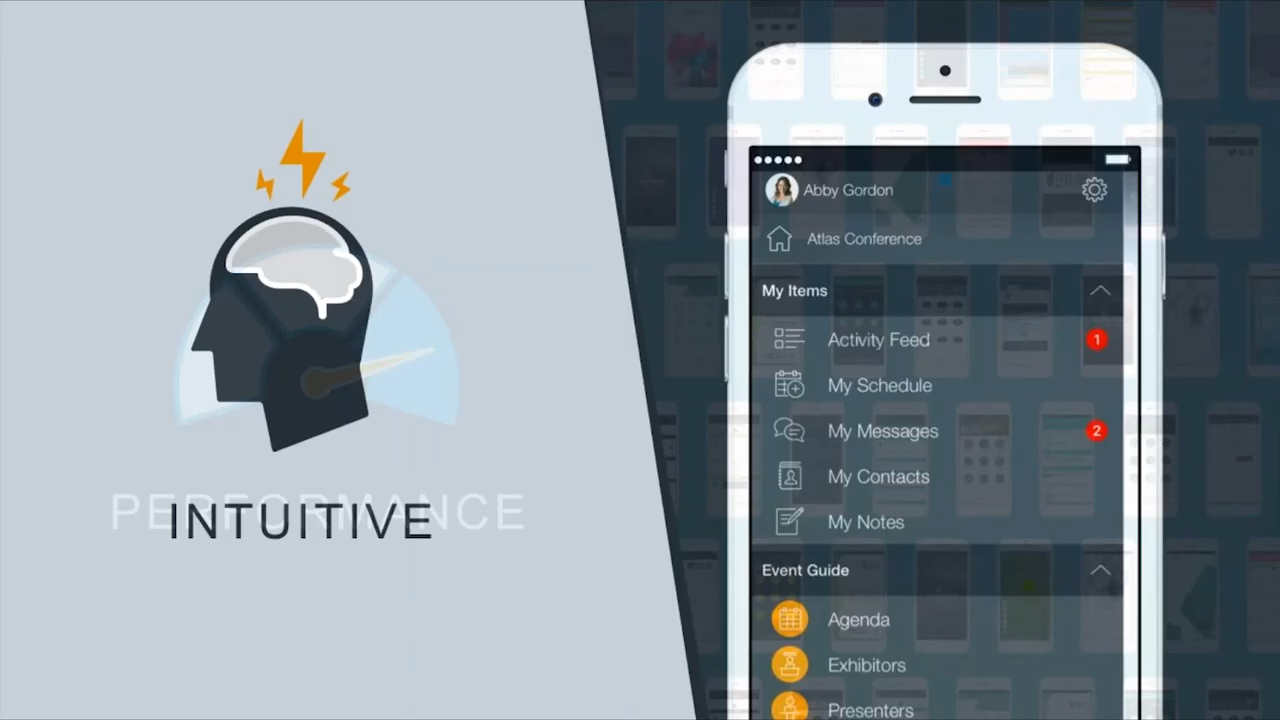 PERFORMANCE
INTUITIVE
Abby Gordon
Atlas Conference
My Items
Activity Feed 1
My Schedule
My Messages 2
My Contacts
My Notes
Event Guide
Agenda
Exhibitors
Presenters